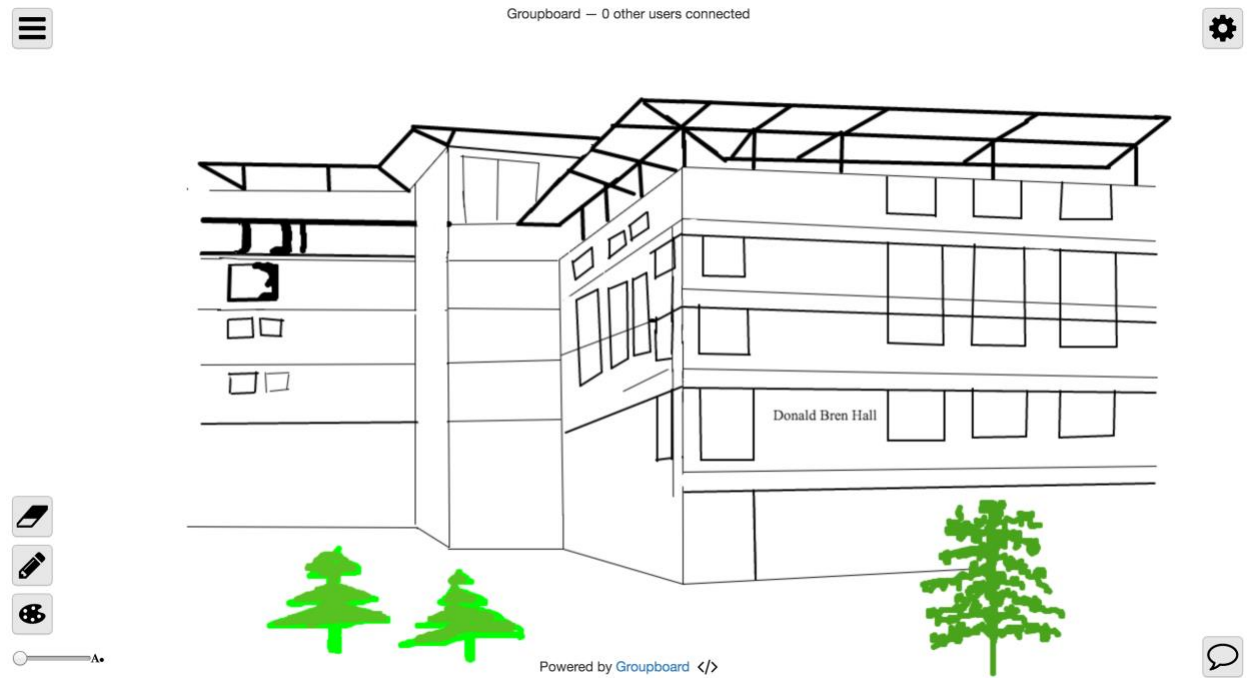 Groupboard — 0 other users connected
Donald Bren Hall
A
Powered by Groupboard </>